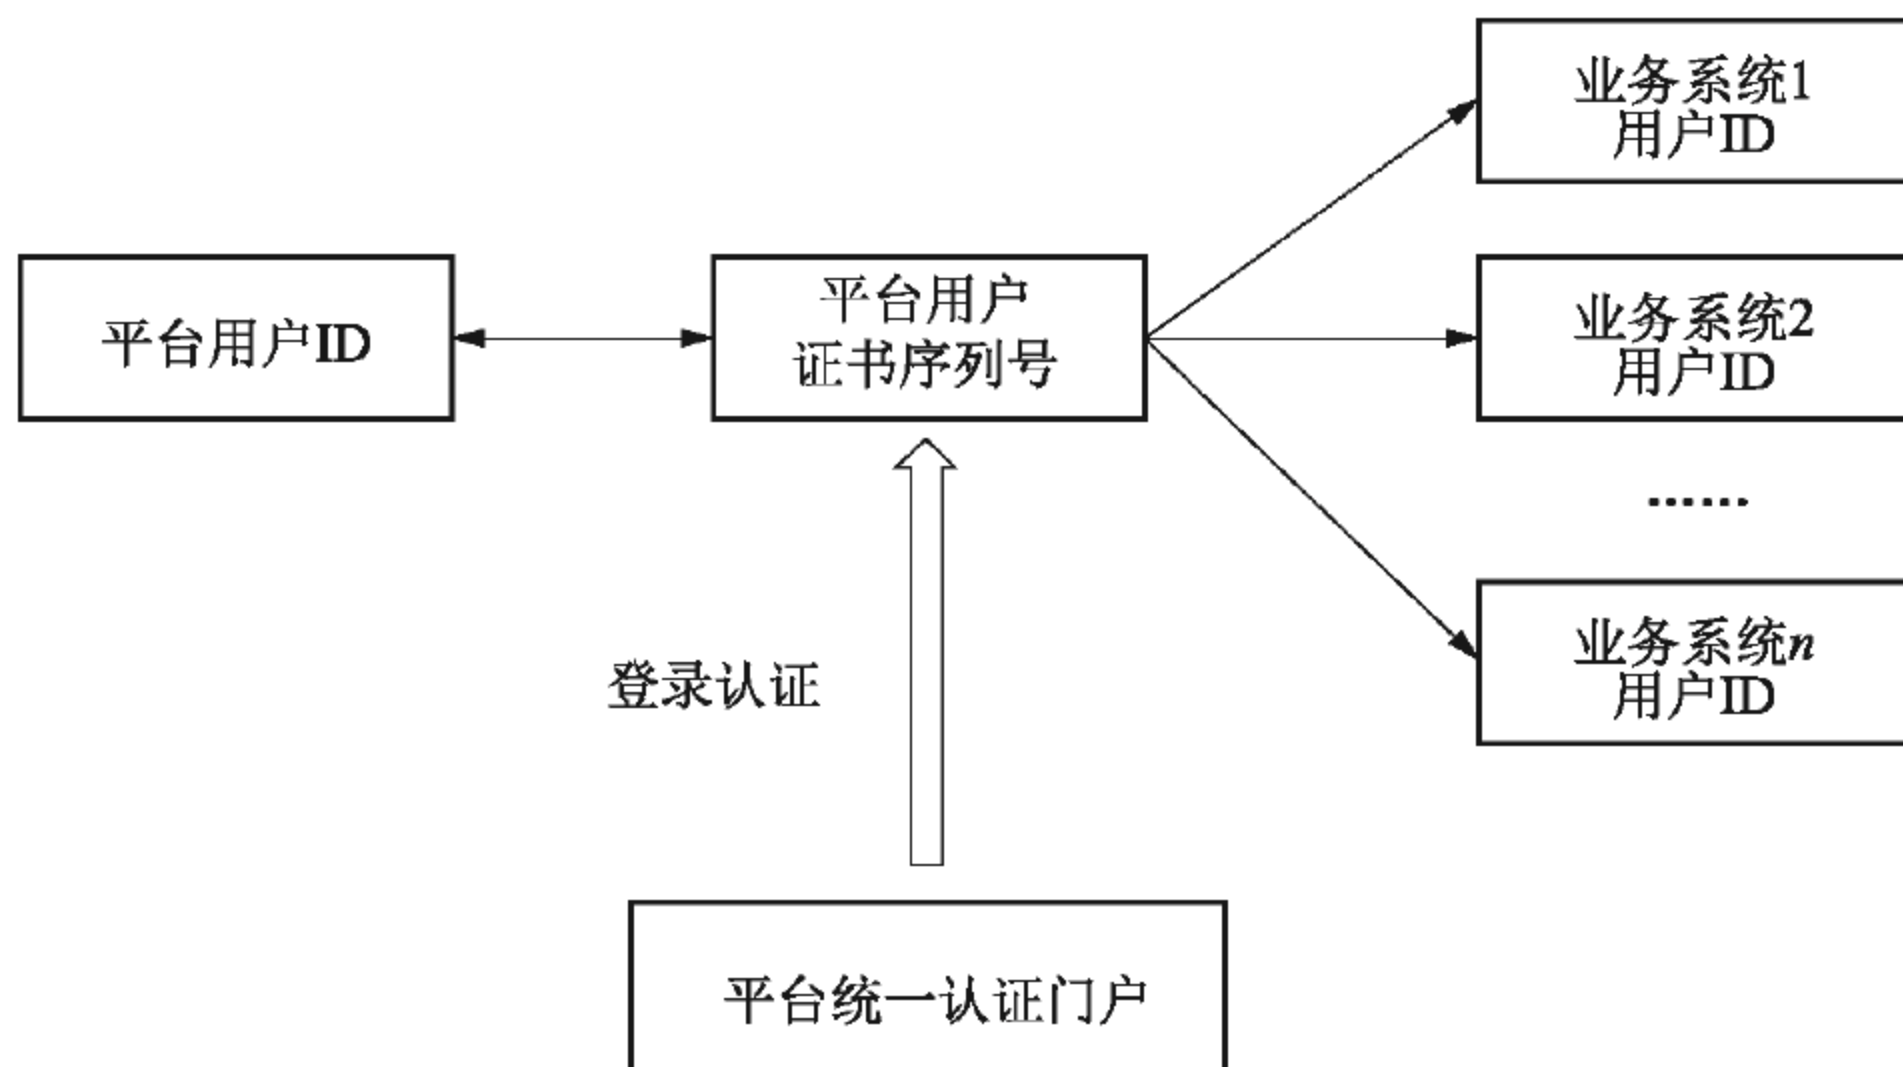 业务系统1
用户ID
平台用户ID
平台用户
证书序列号
业务系统2
用户ID
……
业务系统n
用户ID
登录认证
平台统一认证门户